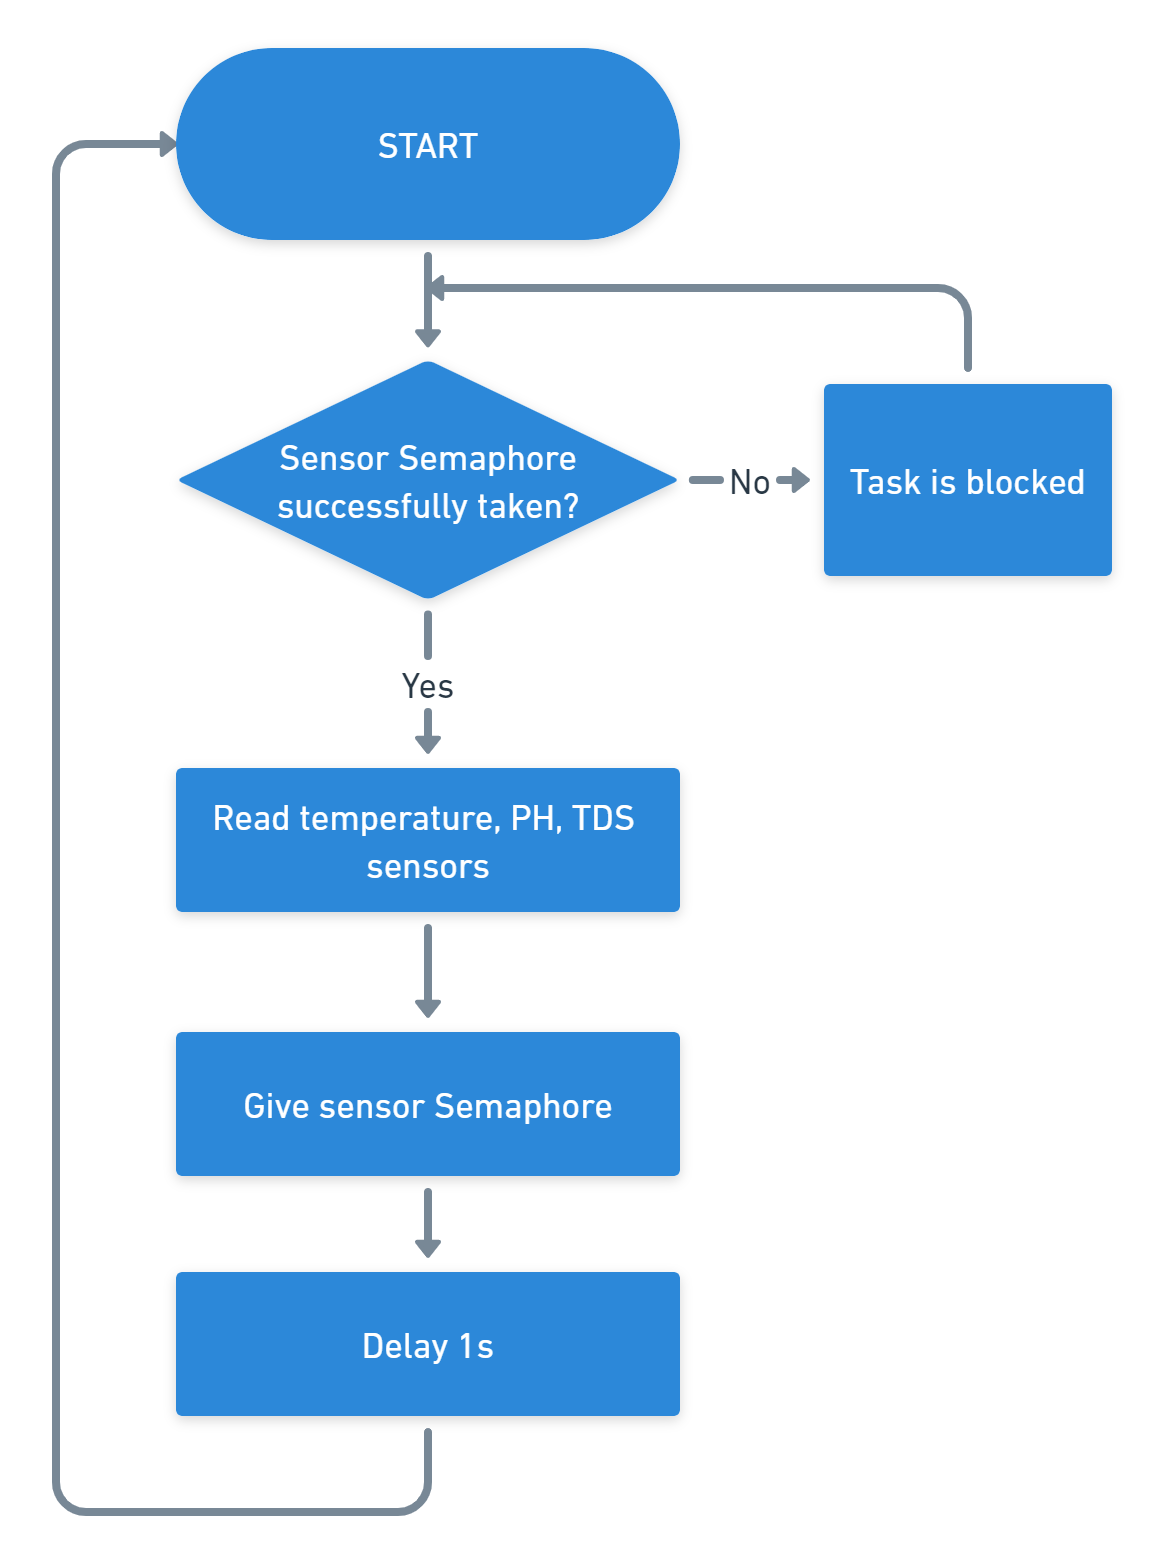 START
Sensor Semaphore
successfully taken?
No
Task is blocked
Yes
Read temperature, PH, TDS
sensors
Give sensor Semaphore
Delay 1s